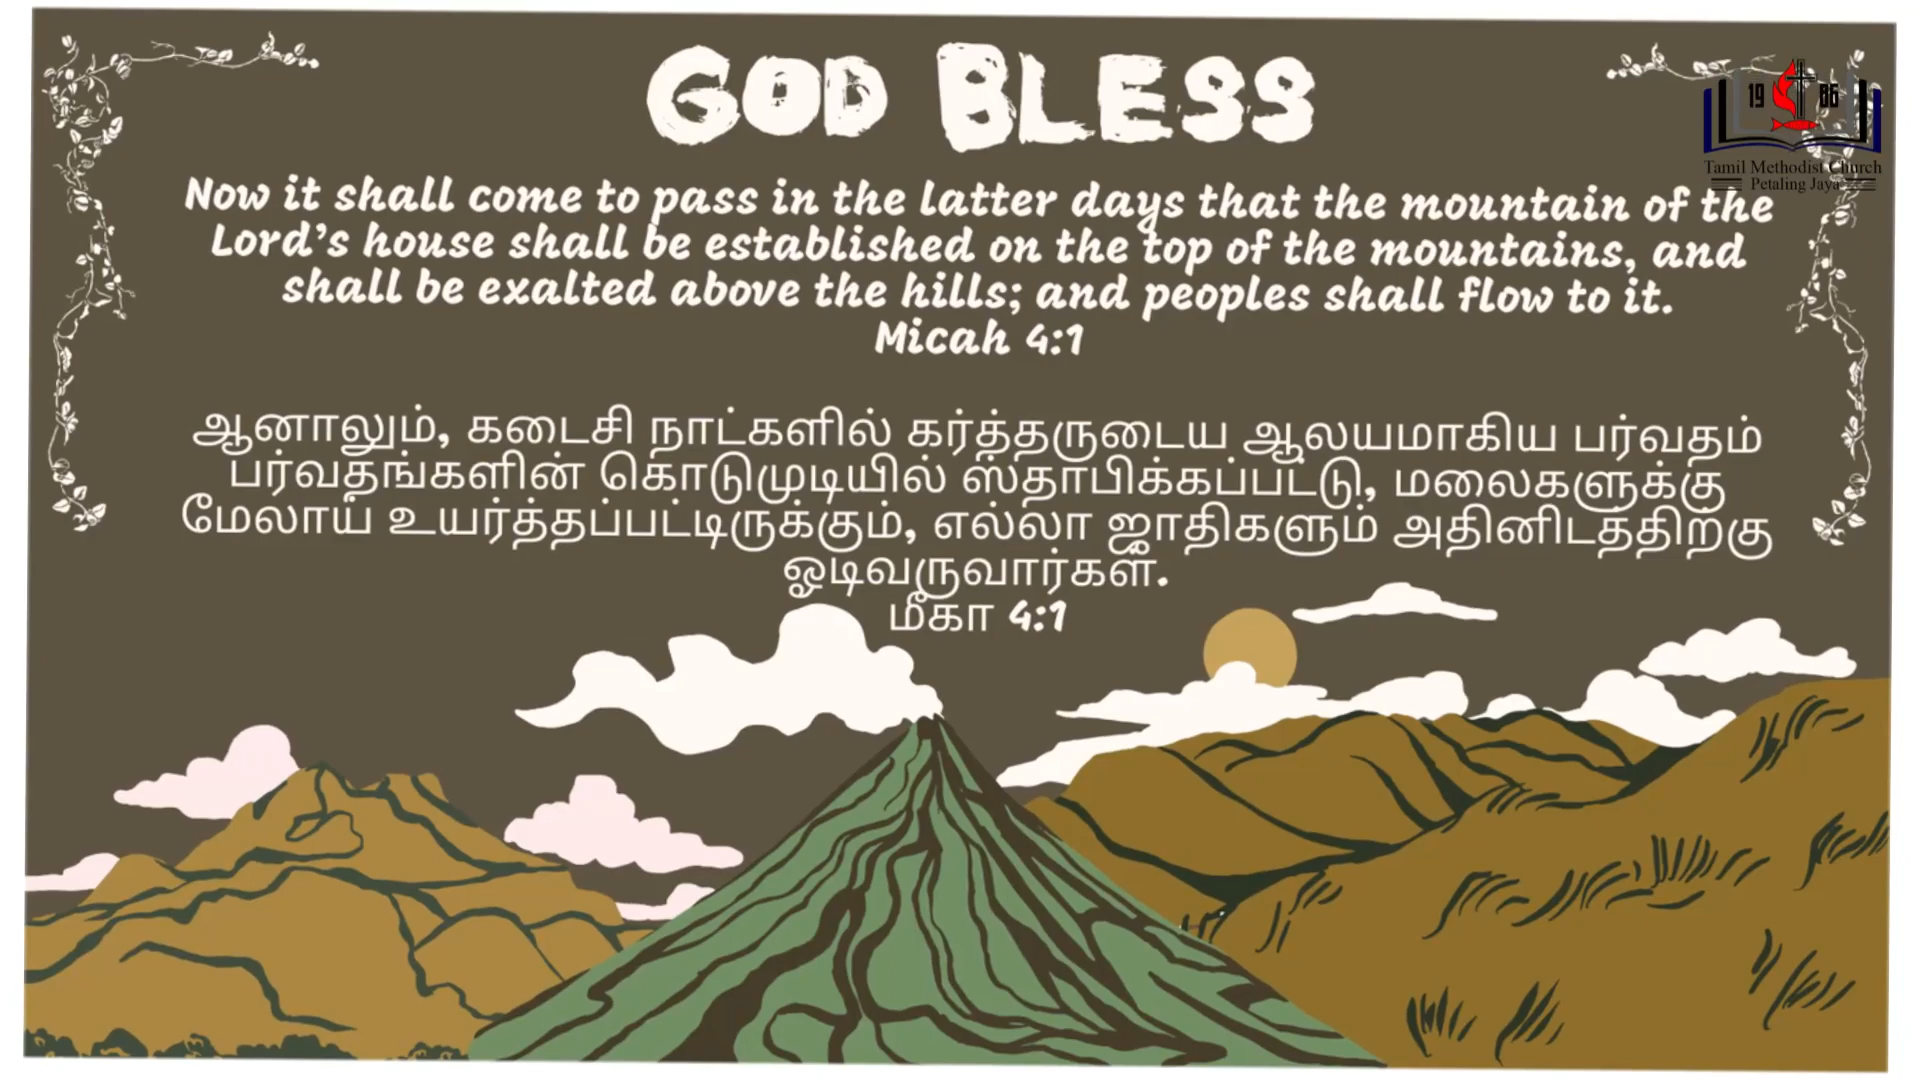 GOD BLESS
19 86
Tamil Methodist Church
Petaling Jaya
Now it shall come to pass in the latter days that the mountain of the
Lord's house shall be established on the top of the mountains, and
shall be exalted above the hills; and peoples shall flow to it.
Micah 4:1
ஆனாலும், கடைசி நாட்களில் கர்த்தருடைய ஆலயமாகிய பர்வதம்
பர்வதங்களின் கொடுமுடியில் ஸ்தாபிக்கப்பட்டு, மலைகளுக்கு
மேலாய் உயர்த்தப்பட்டிருக்கும், எல்லா ஜாதிகளும் அதினிடத்திற்கு
ஓடிவருவார்கள்.
மீகா 4:1